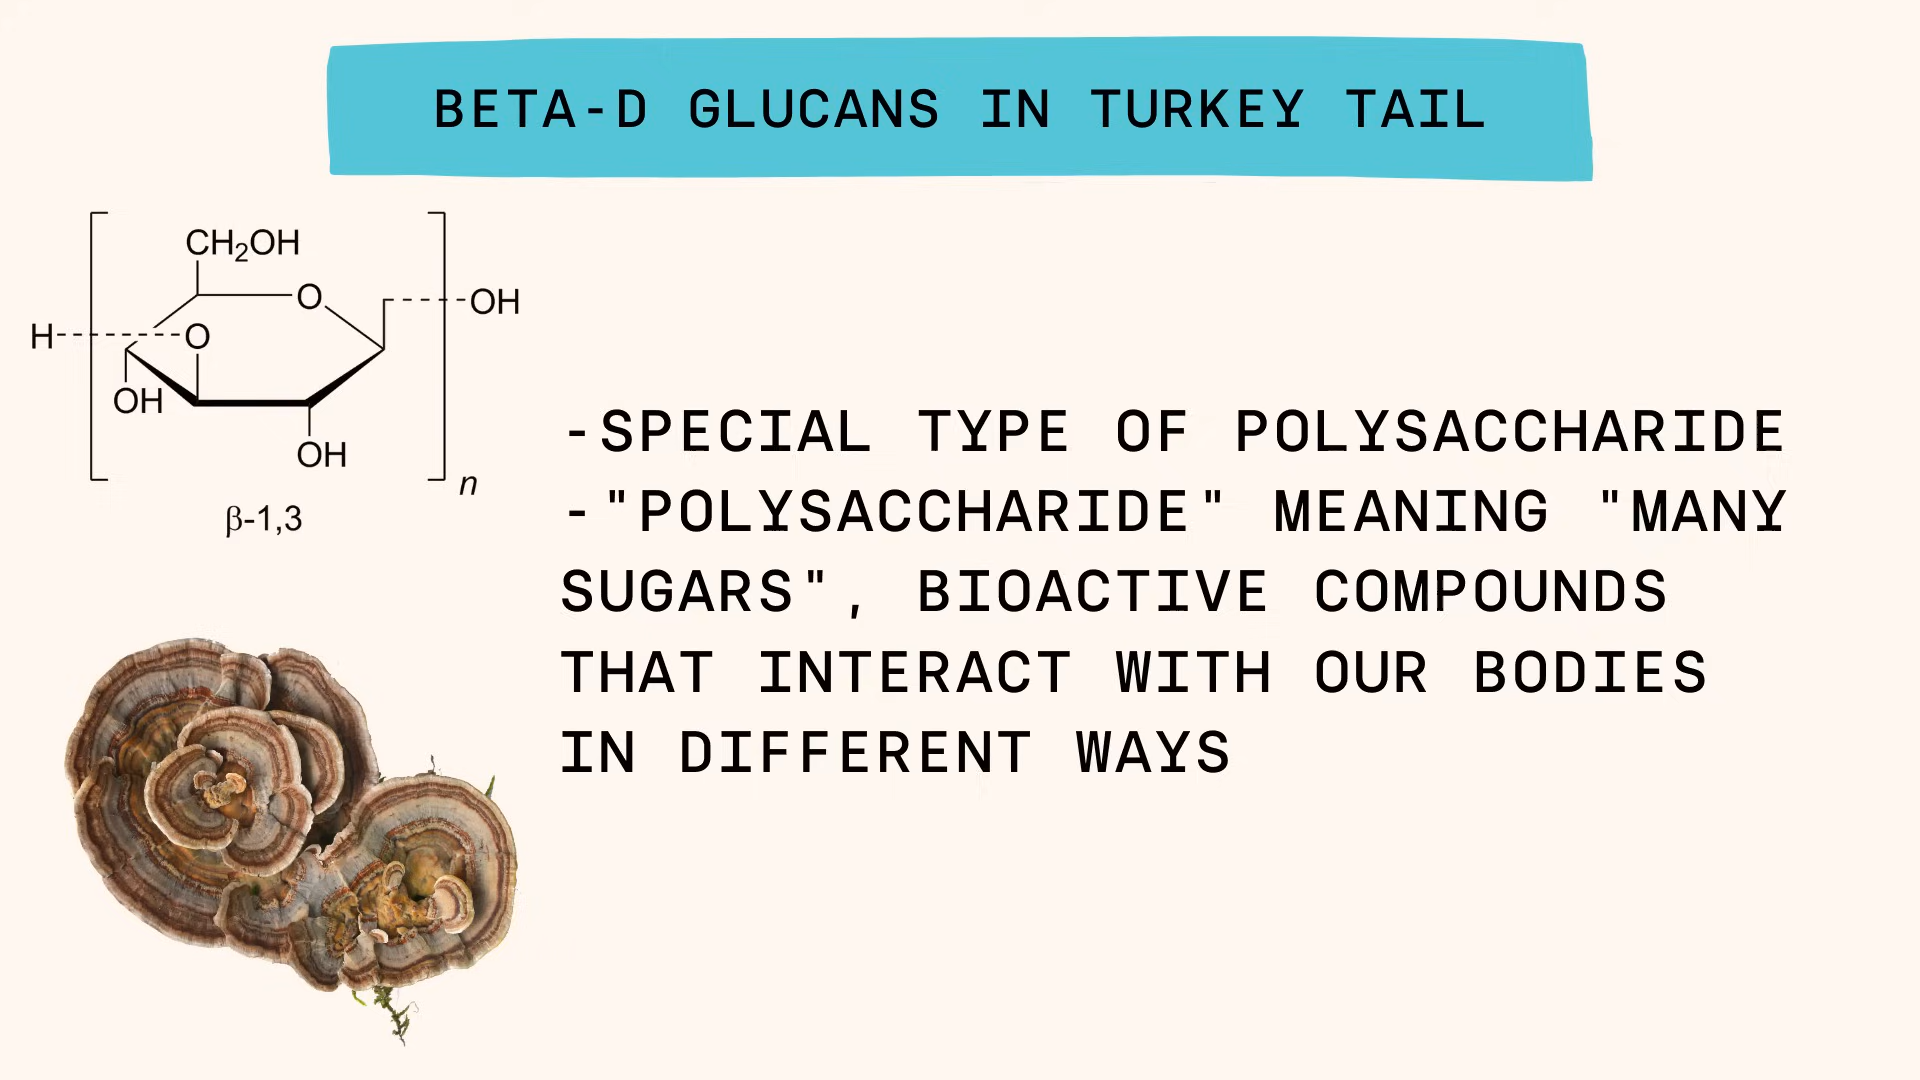 BETA-D GLUCANS IN TURKEY TAIL
CH₂OH
O
OH
H
O
OH
OH
n
β-1,3
-SPECIAL TYPE OF POLYSACCHARIDE
-"POLYSACCHARIDE" MEANING "MANY
SUGARS", BIOACTIVE COMPOUNDS
THAT INTERACT WITH OUR BODIES
IN DIFFERENT WAYS